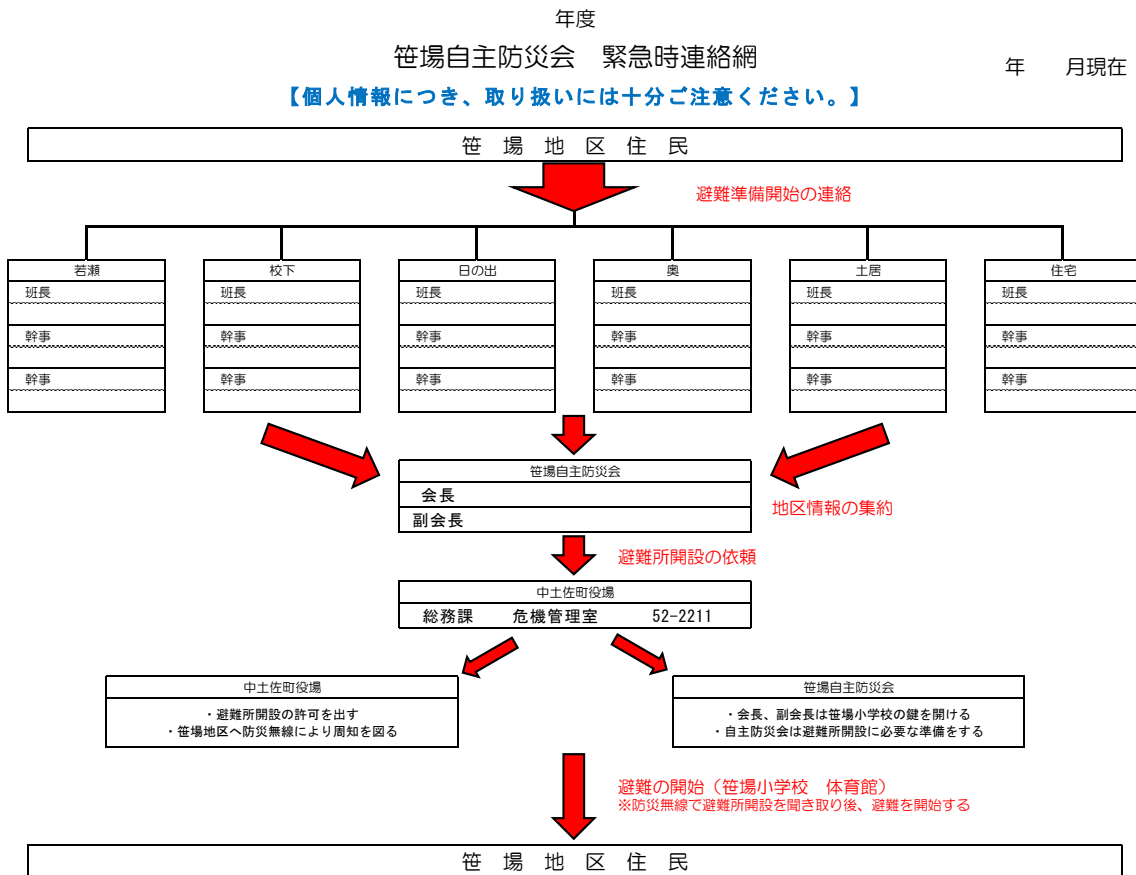 年度
笹場自主防災会　緊急時連絡網
年　　月現在
【個人情報につき、取り扱いには十分ご注意ください。】
笹　場　地　区　住　民
避難準備開始の連絡
若瀬
班長
幹事
幹事
校下
班長
幹事
幹事
日の出
班長
幹事
幹事
奥
班長
幹事
幹事
土居
班長
幹事
幹事
住宅
班長
幹事
幹事
笹場自主防災会
会長
副会長
地区情報の集約
避難所開設の依頼
中土佐町役場
総務課　　危機管理室　　　52-2211
中土佐町役場
・避難所開設の許可を出す
・笹場地区へ防災無線により周知を図る
笹場自主防災会
・会長、副会長は笹場小学校の鍵を開ける
・自主防災会は避難所開設に必要な準備をする
避難の開始（笹場小学校　体育館）
※防災無線で避難所開設を聞き取り後、避難を開始する
笹　場　地　区　住　民